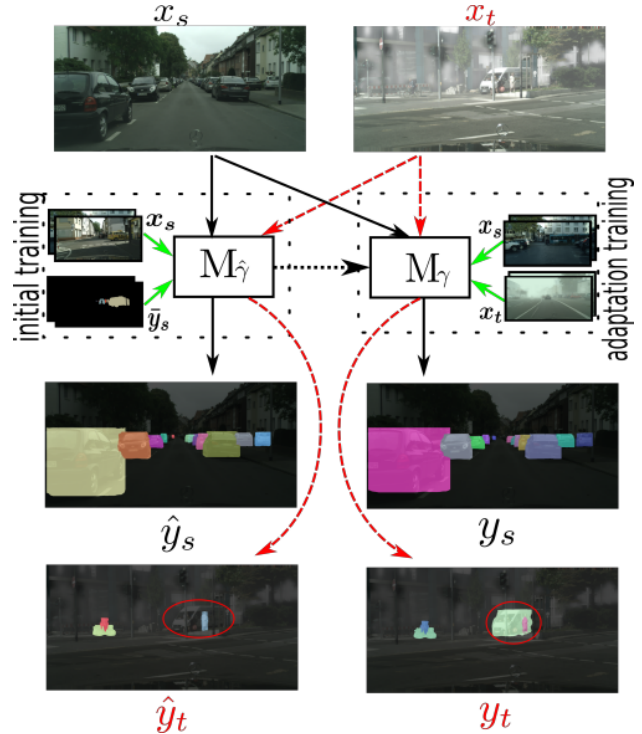 x_s
x_t
initial training
x_s
ȳ_s
M_γ̂
M_γ
x_s
x_t
adaptation training
ŷ_s
y_s
ŷ_t
y_t